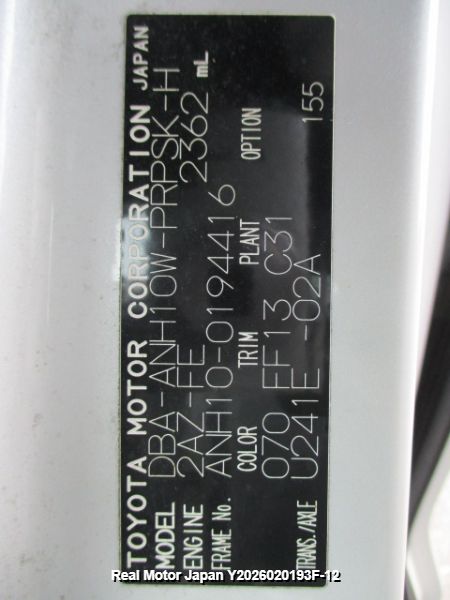 TOYOTA MOTOR CORPORATION JAPAN
MODEL DBA-ANH10W-PRPSK-H
ENGINE 2AZ-FE 2362 mL
FRAME No. ANH10-0194416
COLOR TRIM PLANT OPTION
070 FF13 C31 155
TRANS./AXLE U241E -02A
Real Motor Japan Y2026020193F-12